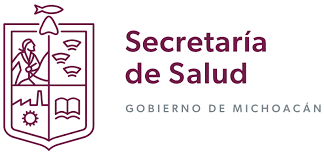 Secretaría
de Salud
GOBIERNO DE MICHOACÁN